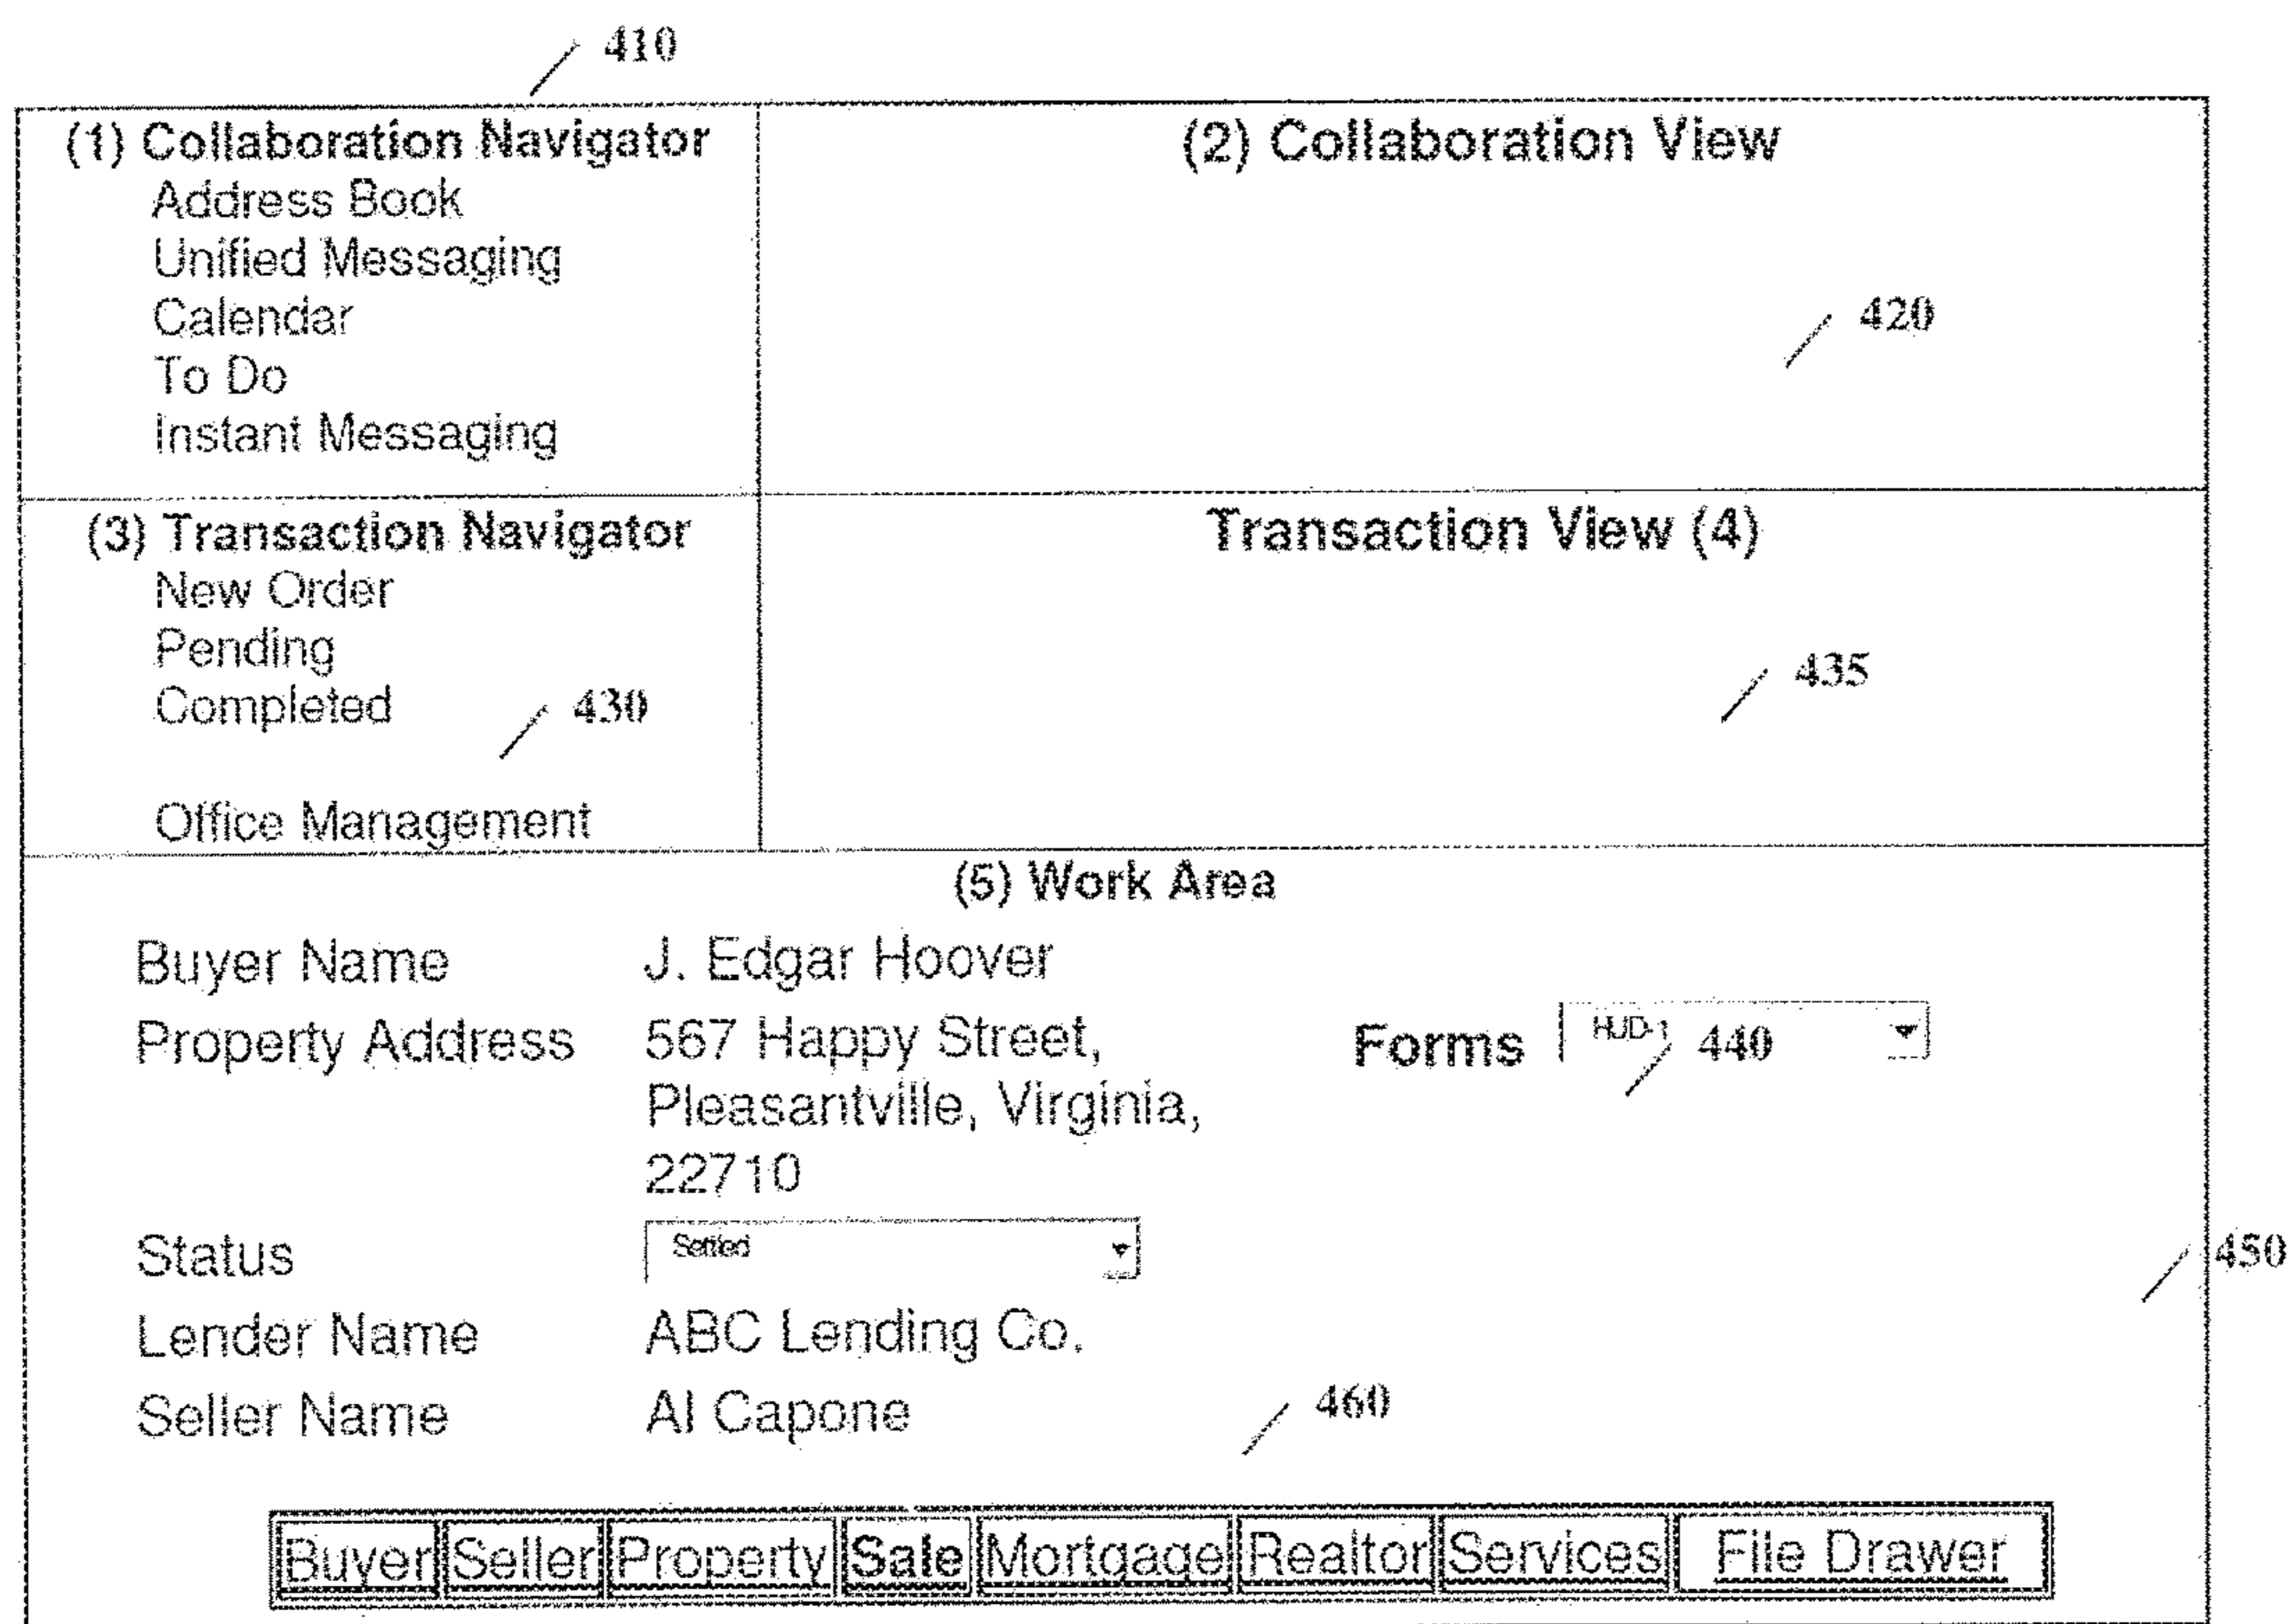 410
(1) Collaboration Navigator
Address Book
Unified Messaging
Calendar
To Do
Instant Messaging
(2) Collaboration View
420
(3) Transaction Navigator
New Order
Pending
Completed
430
Office Management
Transaction View (4)
435
(5) Work Area
Buyer Name J. Edgar Hoover
Property Address 567 Happy Street,
Pleasantville, Virginia,
22710
Forms HUD-1 440
Status Settled
450
Lender Name ABC Lending Co.
Seller Name Al Capone
460
Buyer Seller Property Sale Mortgage Realtor Services File Drawer